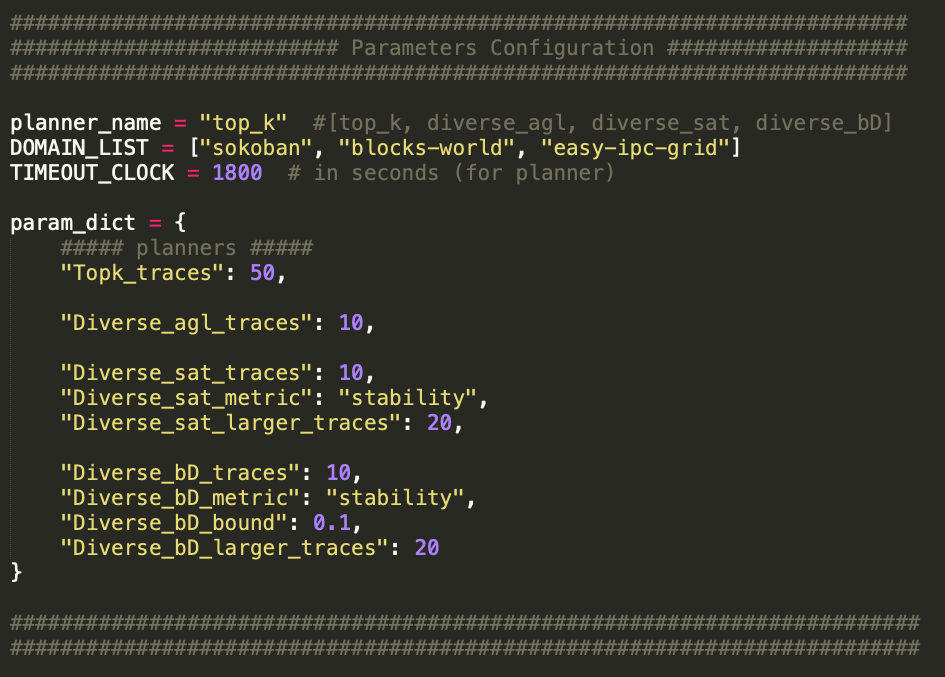 #######################################################################
########################## Parameters Configuration ###################
#######################################################################
planner_name = "top_k"  #[top_k, diverse_agl, diverse_sat, diverse_bD]
DOMAIN_LIST = ["sokoban", "blocks-world", "easy-ipc-grid"]
TIMEOUT_CLOCK = 1800  # in seconds (for planner)
param_dict = {
    ##### planners #####
    "Topk_traces": 50,
    "Diverse_agl_traces": 10,
    "Diverse_sat_traces": 10,
    "Diverse_sat_metric": "stability",
    "Diverse_sat_larger_traces": 20,
    "Diverse_bD_traces": 10,
    "Diverse_bD_metric": "stability",
    "Diverse_bD_bound": 0.1,
    "Diverse_bD_larger_traces": 20
}
########################################################################
########################################################################